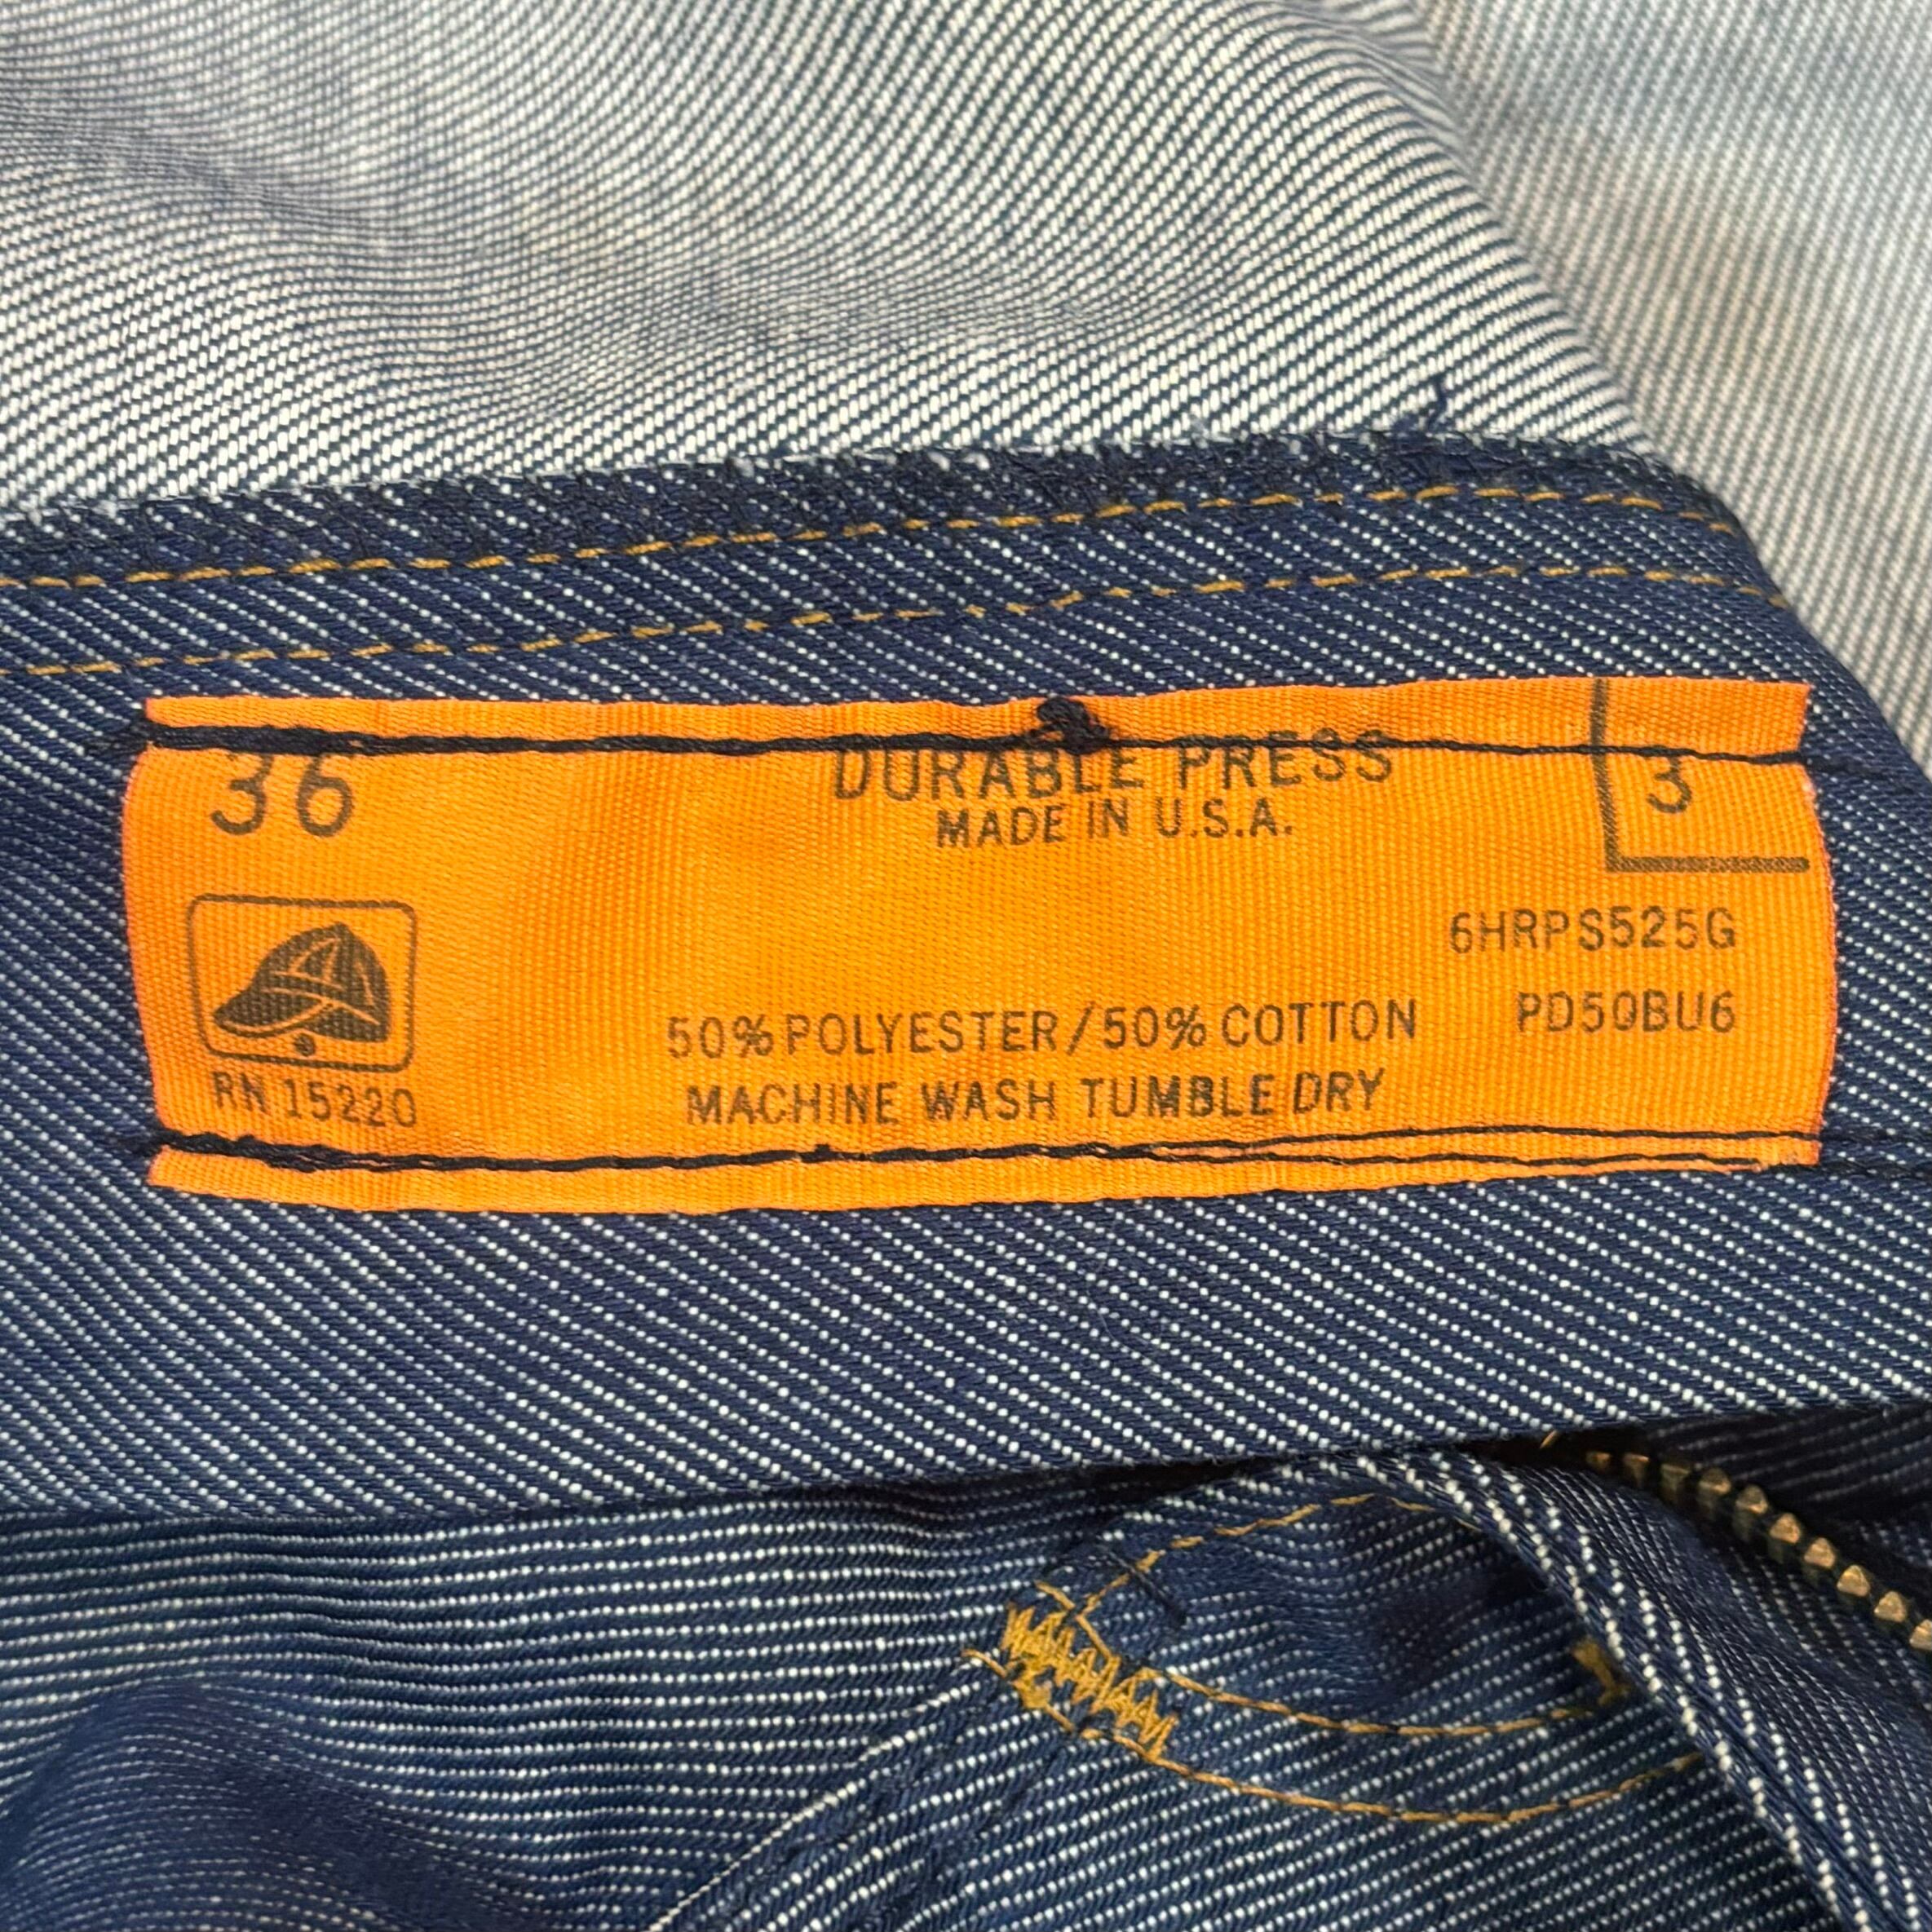 36
DURABLE PRESS
MADE IN U.S.A.
3
6HRPS525G
50% POLYESTER/50% COTTON
PD50BU6
RN 15220
MACHINE WASH TUMBLE DRY